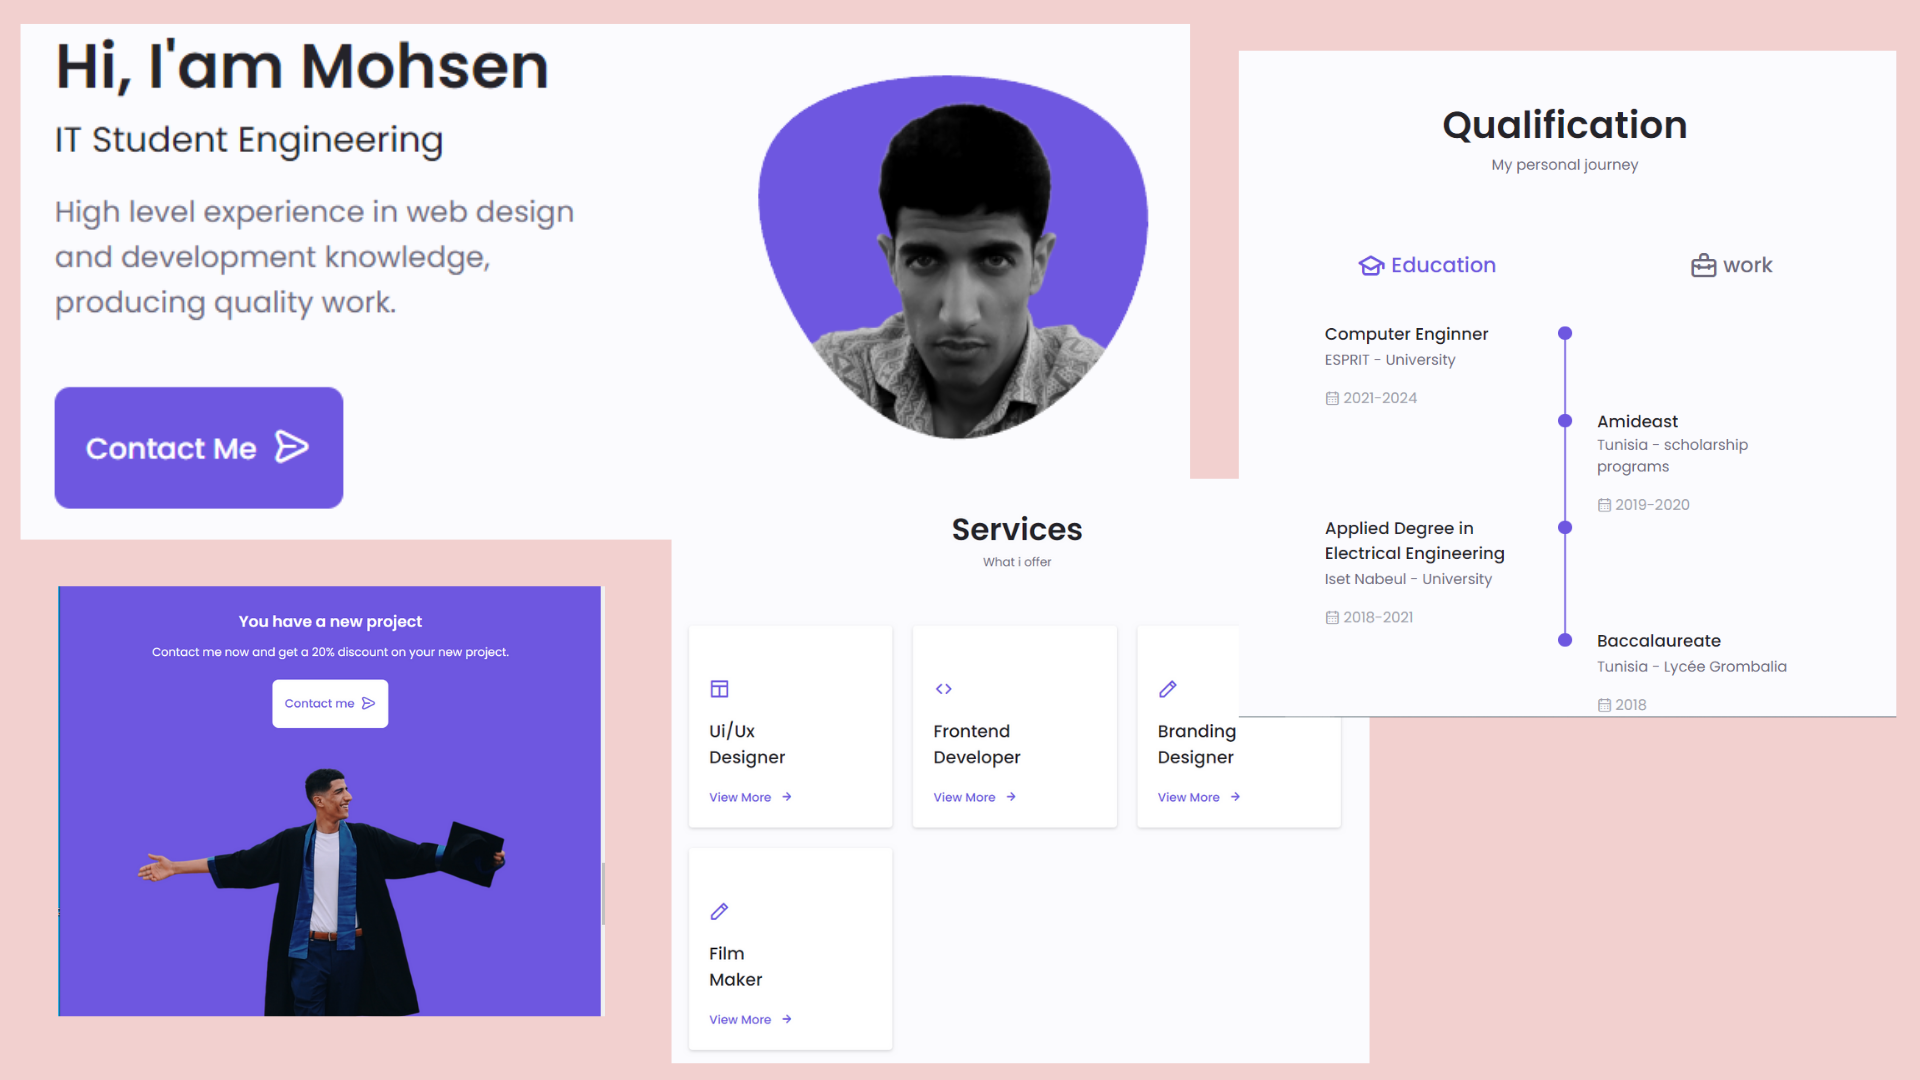 Hi, I'am Mohsen
IT Student Engineering
High level experience in web design
and development knowledge,
producing quality work.
Contact Me
Qualification
My personal journey
Education
work
Computer Enginner
ESPRIT - University
2021-2024
Amideast
Tunisia - scholarship
programs
2019-2020
Applied Degree in
Electrical Engineering
Iset Nabeul - University
2018-2021
Baccalaureate
Tunisia - Lycée Grombalia
2018
Services
What i offer
Ui/Ux
Designer
View More
Frontend
Developer
View More
Branding
Designer
View More
Film
Maker
View More
You have a new project
Contact me now and get a 20% discount on your new project.
Contact me